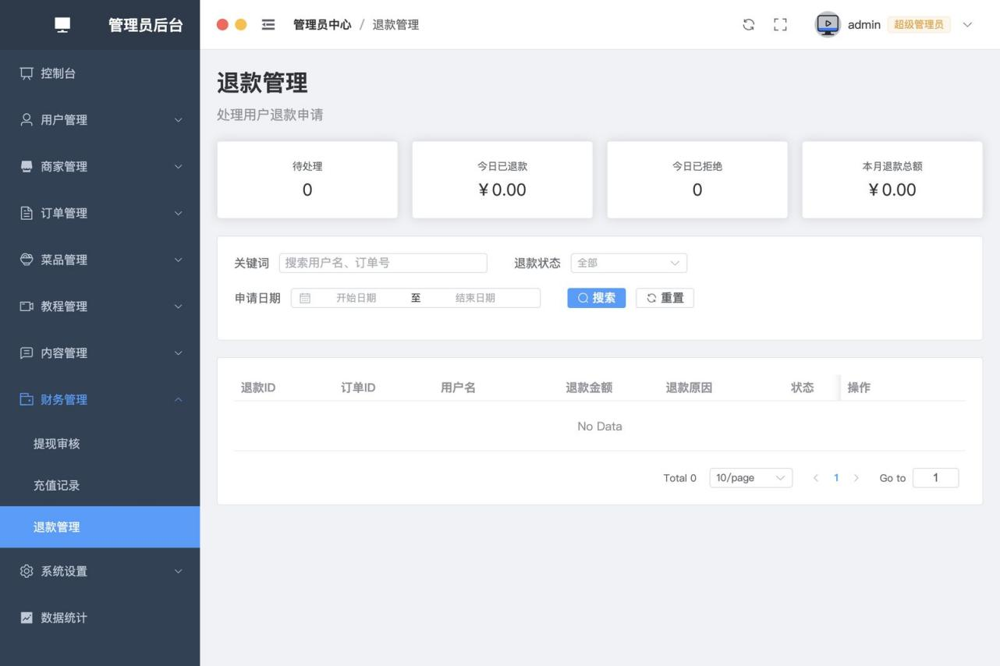 管理员后台
管理员中心 / 退款管理
admin 超级管理员
控制台
用户管理
商家管理
订单管理
菜品管理
教程管理
内容管理
财务管理
提现审核
充值记录
退款管理
系统设置
数据统计
退款管理
处理用户退款申请
待处理
0
今日已退款
¥0.00
今日已拒绝
0
本月退款总额
¥0.00
关键词 搜索用户名、订单号 退款状态 全部
申请日期 开始日期 至 结束日期 搜索 重置
退款ID 订单ID 用户名 退款金额 退款原因 状态 操作
No Data
Total 0 10/page 1 Go to 1